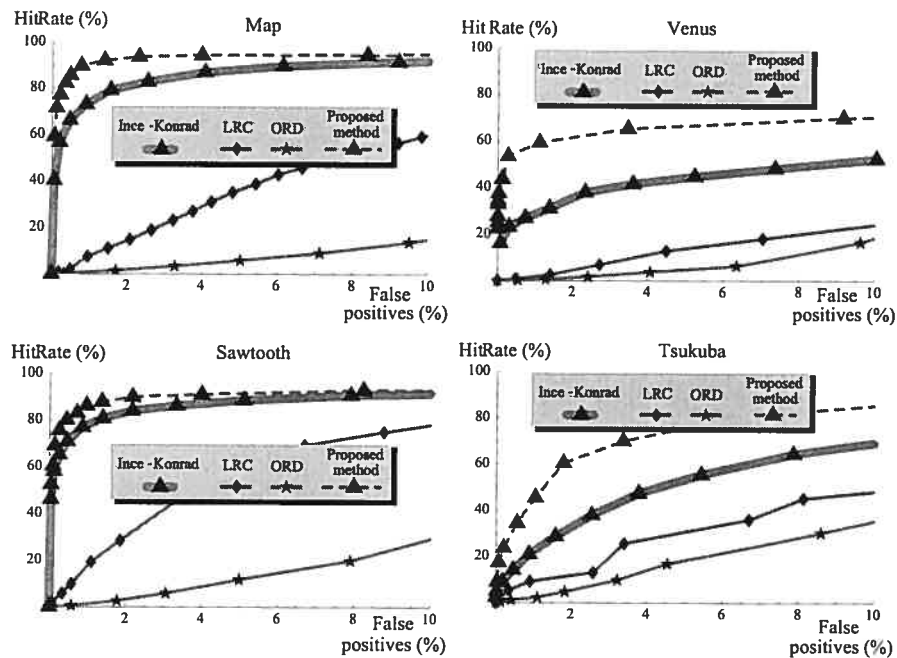 HitRate (%)
Map
100
80
60
40
20
2
4
6
8
10
False
positives (%)
Ince -Konrad
LRC
ORD
Proposed
method
Hit Rate (%)
Venus
100
80
60
40
20
2
4
6
8
10
False
positives (%)
Ince -Konrad
LRC
ORD
Proposed
method
HitRate (%)
Sawtooth
100
80
60
40
20
2
4
6
8
10
False
positives (%)
Ince -Konrad
LRC
ORD
Proposed
method
HitRate (%)
Tsukuba
100
80
60
40
20
2
4
6
8
10
False
positives (%)
Ince -Konrad
LRC
ORD
Proposed
method